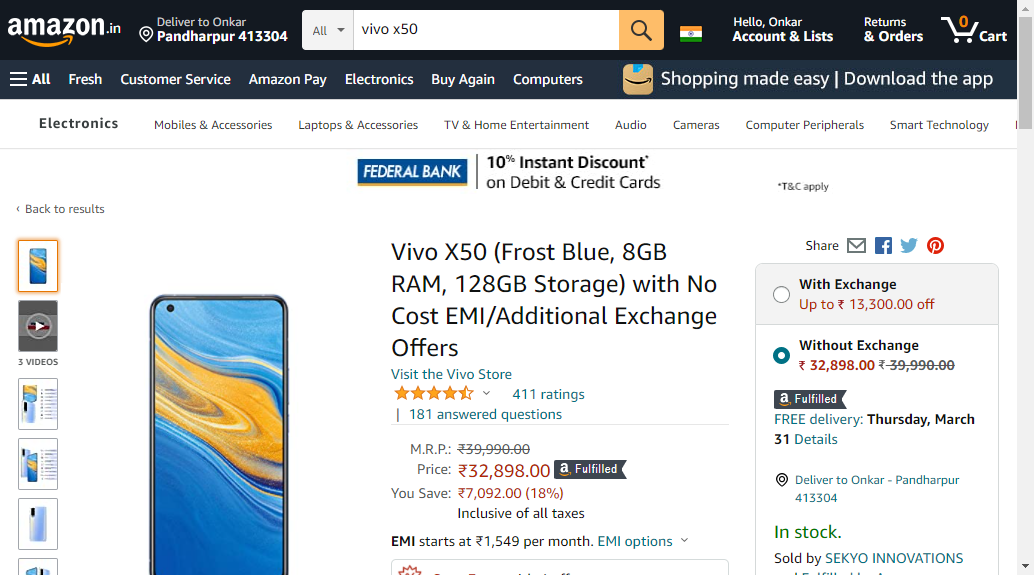 amazon.in
Deliver to Onkar
Pandharpur 413304
All
vivo x50
Hello, Onkar
Account & Lists
Returns
& Orders
0
Cart
All
Fresh
Customer Service
Amazon Pay
Electronics
Buy Again
Computers
Shopping made easy | Download the app
Electronics
Mobiles & Accessories
Laptops & Accessories
TV & Home Entertainment
Audio
Cameras
Computer Peripherals
Smart Technology
FEDERAL BANK
10% Instant Discount*
on Debit & Credit Cards
*T&C apply
‹ Back to results
3 VIDEOS
Vivo X50 (Frost Blue, 8GB
RAM, 128GB Storage) with No
Cost EMI/Additional Exchange
Offers
Visit the Vivo Store
411 ratings
| 181 answered questions
M.R.P.: ₹39,990.00
Price: ₹32,898.00 a Fulfilled
You Save: ₹7,092.00 (18%)
Inclusive of all taxes
EMI starts at ₹1,549 per month. EMI options
Share
With Exchange
Up to ₹ 13,300.00 off
Without Exchange
₹ 32,898.00 ₹ 39,990.00
a Fulfilled
FREE delivery: Thursday, March
31 Details
Deliver to Onkar - Pandharpur
413304
In stock.
Sold by SEKYO INNOVATIONS